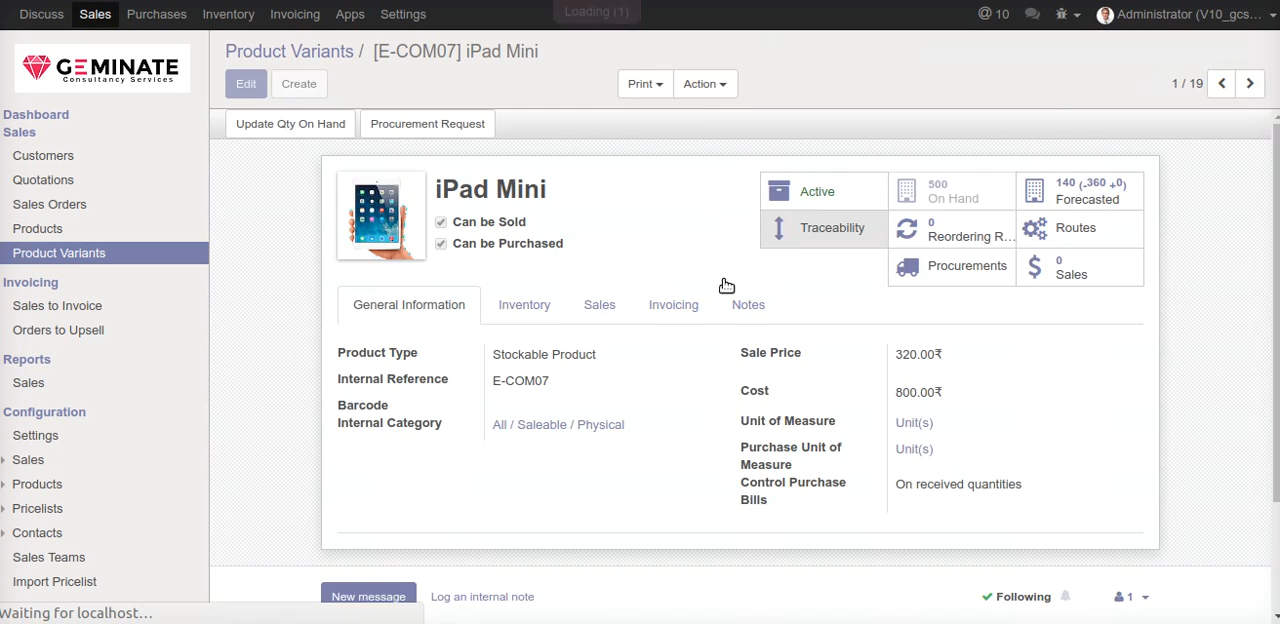 Discuss Sales Purchases Inventory Invoicing Apps Settings Loading (1) @ 10 Administrator (V10_gcs...
GEMINATE
Consultancy Services
Product Variants / [E-COM07] iPad Mini
Edit Create Print Action 1 / 19
Update Qty On Hand Procurement Request
Dashboard
Sales
Customers
Quotations
Sales Orders
Products
Product Variants
Invoicing
Sales to Invoice
Orders to Upsell
Reports
Sales
Configuration
Settings
Sales
Products
Pricelists
Contacts
Sales Teams
Import Pricelist
Waiting for localhost...
iPad Mini
Can be Sold
Can be Purchased
Active
500
On Hand
140 (-360 +0)
Forecasted
Traceability
0
Reordering R...
Routes
Procurements
0
Sales
General Information Inventory Sales Invoicing Notes
Product Type Stockable Product
Internal Reference E-COM07
Barcode
Internal Category All / Saleable / Physical
Sale Price 320.00₹
Cost 800.00₹
Unit of Measure Unit(s)
Purchase Unit of
Measure Unit(s)
Control Purchase
Bills On received quantities
New message Log an internal note Following 1